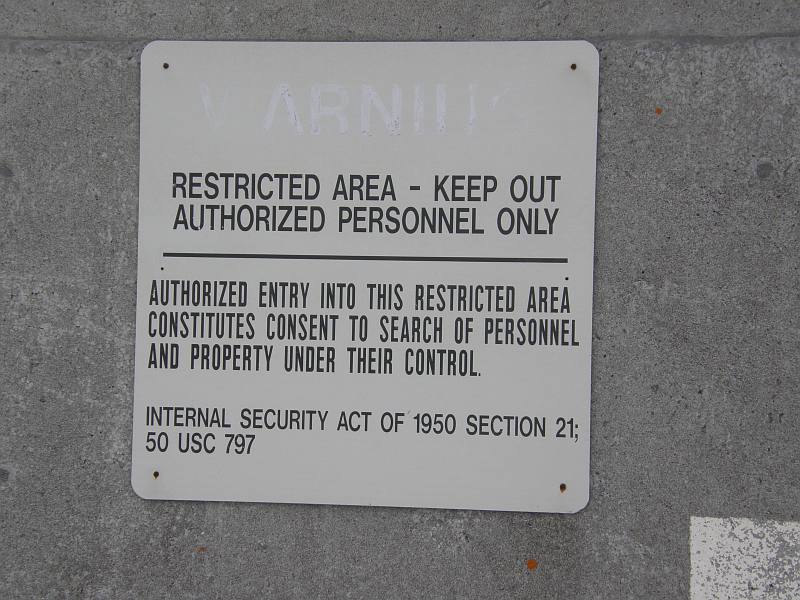 WARNING
RESTRICTED AREA - KEEP OUT
AUTHORIZED PERSONNEL ONLY
AUTHORIZED ENTRY INTO THIS RESTRICTED AREA
CONSTITUTES CONSENT TO SEARCH OF PERSONNEL
AND PROPERTY UNDER THEIR CONTROL.
INTERNAL SECURITY ACT OF 1950 SECTION 21;
50 USC 797